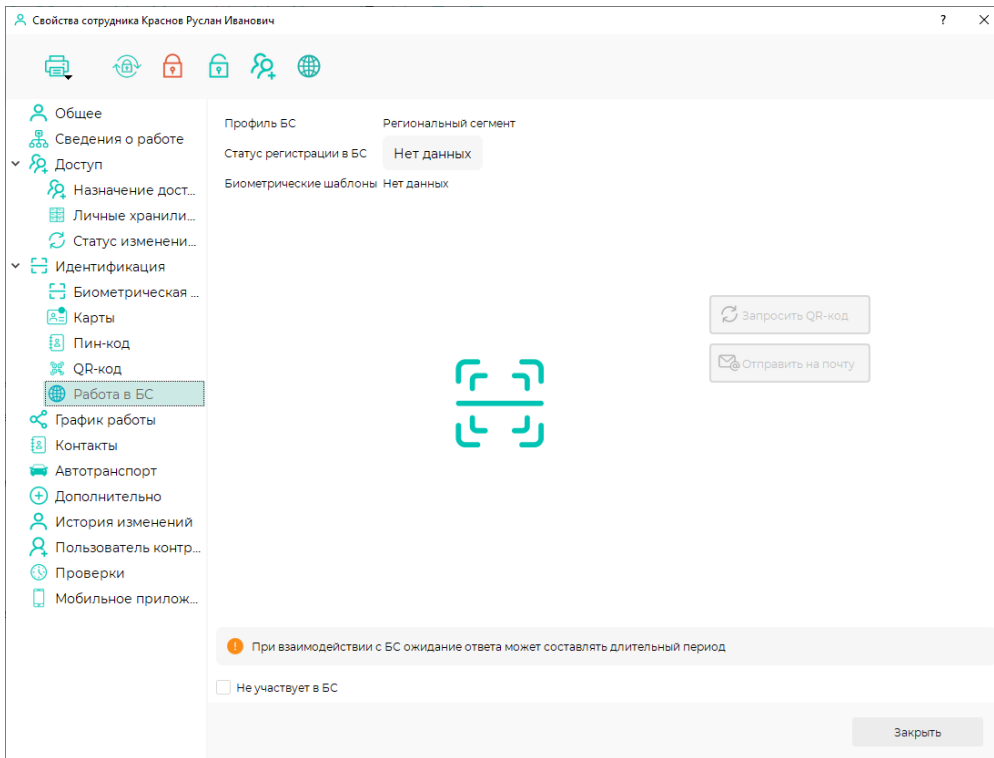 Свойства сотрудника Краснов Руслан Иванович
?
Общее
Сведения о работе
Доступ
Назначение дост...
Личные хранили...
Статус изменени...
Идентификация
Биометрическая ...
Карты
Пин-код
QR-код
Работа в БС
График работы
Контакты
Автотранспорт
Дополнительно
История изменений
Пользователь контр...
Проверки
Мобильное прилож...
Профиль БС Региональный сегмент
Статус регистрации в БС Нет данных
Биометрические шаблоны Нет данных
Запросить QR-код
Отправить на почту
При взаимодействии с БС ожидание ответа может составлять длительный период
Не участвует в БС
Закрыть